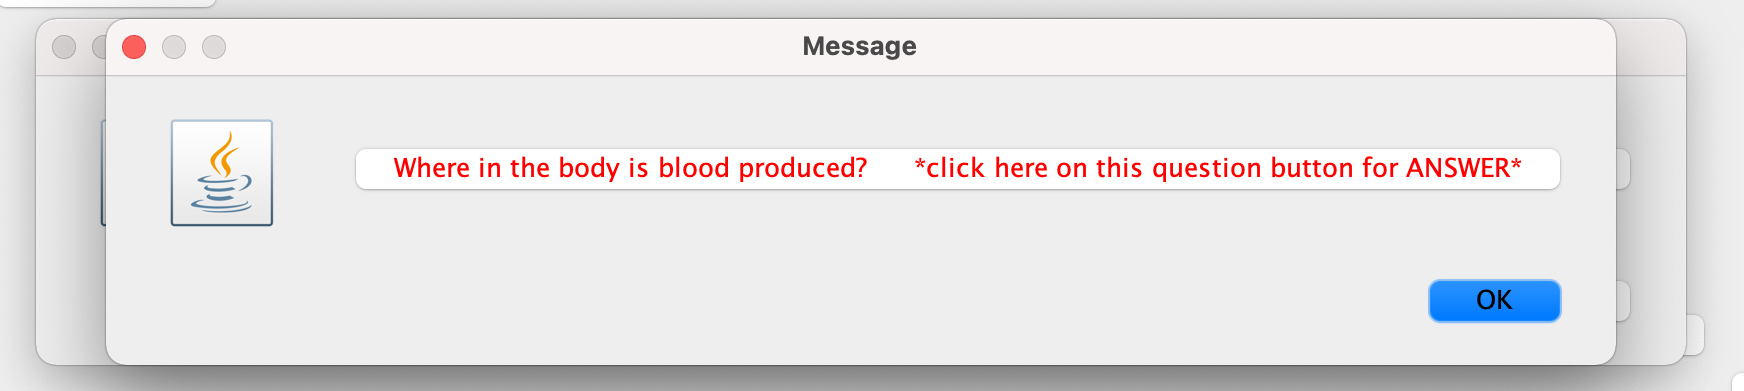 Message
Where in the body is blood produced? *click here on this question button for ANSWER*
OK